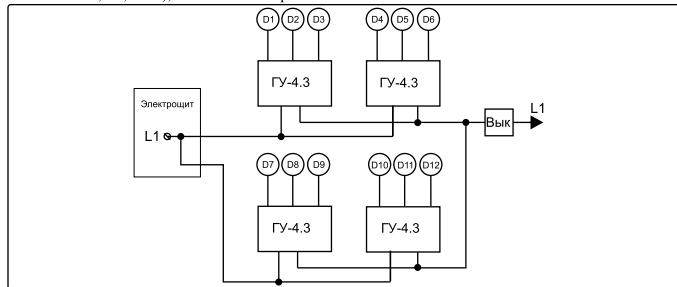 D1 D2 D3 D4 D5 D6
ГУ-4.3 ГУ-4.3
Электрощит
L1
Вык
L1
D7 D8 D9 D10 D11 D12
ГУ-4.3 ГУ-4.3